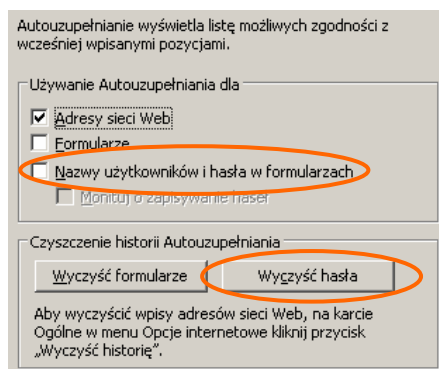 Autouzupełnianie wyświetla listę możliwych zgodności z
wcześniej wpisanymi pozycjami.
Używanie Autouzupełniania dla
Adresy sieci Web
Formularze
Nazwy użytkowników i hasła w formularzach
Monituj o zapisywanie haseł
Czyszczenie historii Autouzupełniania
Wyczyść formularze
Wyczyść hasła
Aby wyczyścić wpisy adresów sieci Web, na karcie
Ogólne w menu Opcje internetowe kliknij przycisk
„Wyczyść historię”.